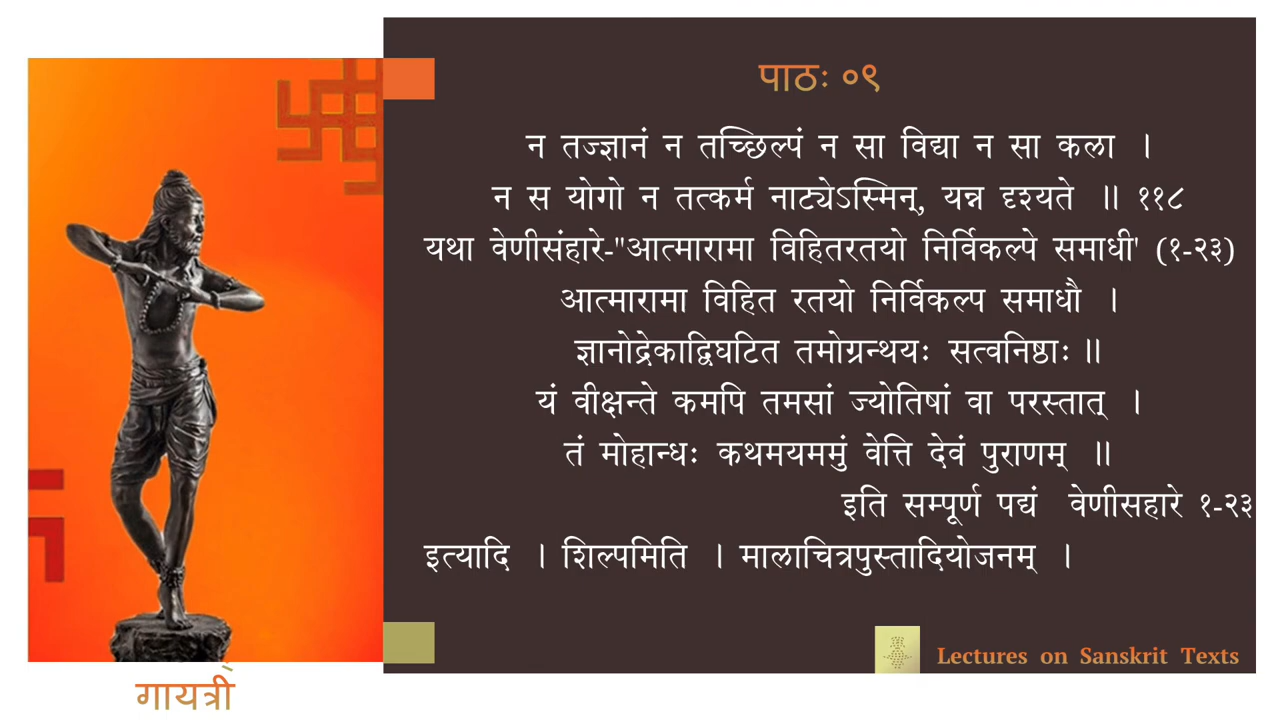 पाठः ०९
न तज्ज्ञानं न तच्छिल्पं न सा विद्या न सा कला ।
न स योगो न तत्कर्म नाट्येऽस्मिन्, यन्न दृश्यते ॥ ११८
यथा वेणीसंहारे-"आत्मारामा विहितरतयो निर्विकल्पे समाधी' (१-२३)
आत्मारामा विहित रतयो निर्विकल्प समाधौ ।
ज्ञानोद्रेकाद्विघटित तमोग्रन्थयः सत्वनिष्ठाः ॥
यं वीक्षन्ते कमपि तमसां ज्योतिषां वा परस्तात् ।
तं मोहान्धः कथमयममुं वेत्ति देवं पुराणम् ॥
इति सम्पूर्ण पद्यं वेणीसहारे १-२३
इत्यादि । शिल्पमिति । मालाचित्रपुस्तादियोजनम् ।
Lectures on Sanskrit Texts
गायत्री